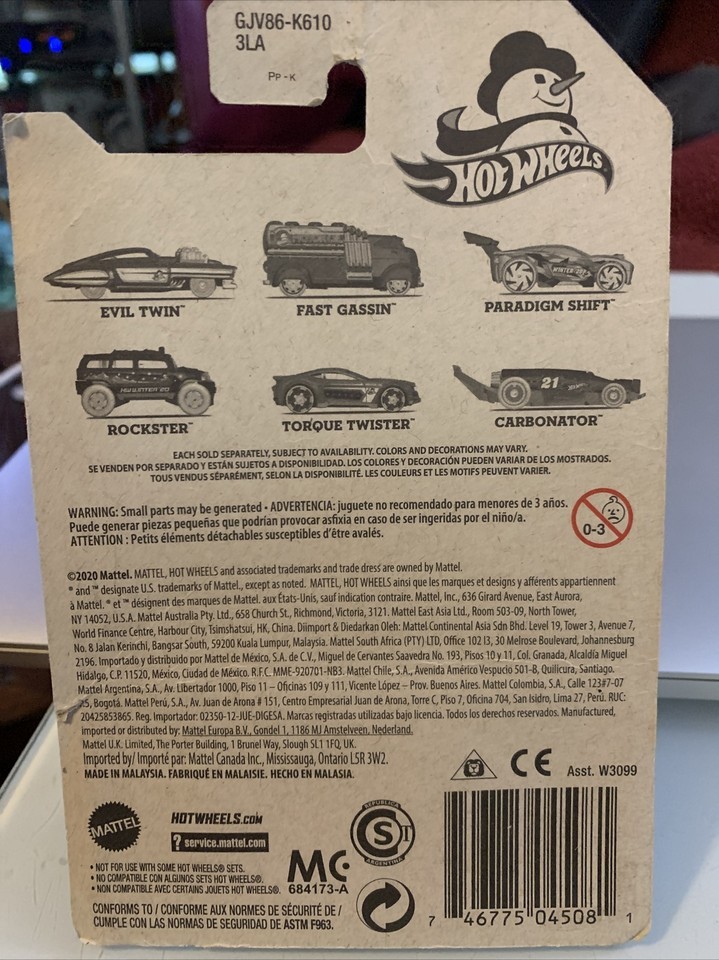 GJV86-K610
3LA
PP - K
HOT WHEELS
EVIL TWIN™
FAST GASSIN™
WINTER 20
PARADIGM SHIFT™
HW WINTER 20
ROCKSTER™
TORQUE TWISTER™
21
CARBONATOR™
EACH SOLD SEPARATELY, SUBJECT TO AVAILABILITY. COLORS AND DECORATIONS MAY VARY.
SE VENDEN POR SEPARADO Y ESTÁN SUJETOS A DISPONIBILIDAD. LOS COLORES Y DECORACIÓN PUEDEN VARIAR DE LOS MOSTRADOS.
TOUS VENDUS SÉPARÉMENT, SELON LA DISPONIBILITÉ. LES COULEURS ET LES MOTIFS PEUVENT VARIER.
WARNING: Small parts may be generated • ADVERTENCIA: juguete no recomendado para menores de 3 años.
Puede generar piezas pequeñas que podrían provocar asfixia en caso de ser ingeridas por el niño/a.
ATTENTION : Petits éléments détachables susceptibles d'être avalés.
0-3
©2020 Mattel. MATTEL, HOT WHEELS and associated trademarks and trade dress are owned by Mattel.
® and ™ designate U.S. trademarks of Mattel., except as noted. MATTEL, HOT WHEELS ainsi que les marques et designs y afférents appartiennent
à Mattel. ® et ™ désignent des marques de Mattel. aux États-Unis, sauf indication contraire. Mattel, Inc., 636 Girard Avenue, East Aurora,
NY 14052, U.S.A. Mattel Australia Pty. Ltd., 658 Church St., Richmond, Victoria, 3121. Mattel East Asia Ltd., Room 503-09, North Tower,
World Finance Centre, Harbour City, Tsimshatsui, HK, China. Diimport & Diedarkan Oleh: Mattel Continental Asia Sdn Bhd. Level 19, Tower 3, Avenue 7,
No. 8 Jalan Kerinchi, Bangsar South, 59200 Kuala Lumpur, Malaysia. Mattel South Africa (PTY) LTD, Office 102 I3, 30 Melrose Boulevard, Johannesburg
2196. Importado y distribuido por Mattel de México, S.A. de C.V., Miguel de Cervantes Saavedra No. 193, Pisos 10 y 11, Col. Granada, Alcaldía Miguel
Hidalgo, C.P. 11520, México, Ciudad de México. R.F.C. MME-920701-NB3. Mattel Chile, S.A., Avenida Américo Vespucio 501-B, Quilicura, Santiago.
Mattel Argentina, S.A., Av. Libertador 1000, Piso 11 – Oficinas 109 y 111, Vicente López – Prov. Buenos Aires. Mattel Colombia, S.A., Calle 123#7-07
25, Bogotá. Mattel Perú, S.A., Av. Juan de Arona # 151, Centro Empresarial Juan de Arona, Torre C, Piso 7, Oficina 704, San Isidro, Lima 27, Perú. RUC:
20425853865. Reg. Importador: 02350-12-JUE-DIGESA. Marcas registradas utilizadas bajo licencia. Todos los derechos reservados. Manufactured,
imported or distributed by: Mattel Europa B.V., Gondel 1, 1186 MJ Amstelveen, Nederland.
Mattel U.K. Limited, The Porter Building, 1 Brunel Way, Slough SL1 1FQ, UK.
Imported by/ Importé par: Mattel Canada Inc., Mississauga, Ontario L5R 3W2.
MADE IN MALAYSIA. FABRIQUÉ EN MALAISIE. HECHO EN MALASIA.
CE
Asst. W3099
MATTEL
HOTWHEELS.COM
? service.mattel.com
REPUBLICA
S
ARGENTINA
MC
684173-A
• NOT FOR USE WITH SOME HOT WHEELS® SETS.
• NO COMPATIBLE CON ALGUNOS SETS HOT WHEELS®.
• NON COMPATIBLE AVEC CERTAINS JOUETS HOT WHEELS®.
CONFORMS TO / CONFORME AUX NORMES DE SÉCURITÉ DE /
CUMPLE CON LAS NORMAS DE SEGURIDAD DE ASTM F963.
7 46775 04508 1